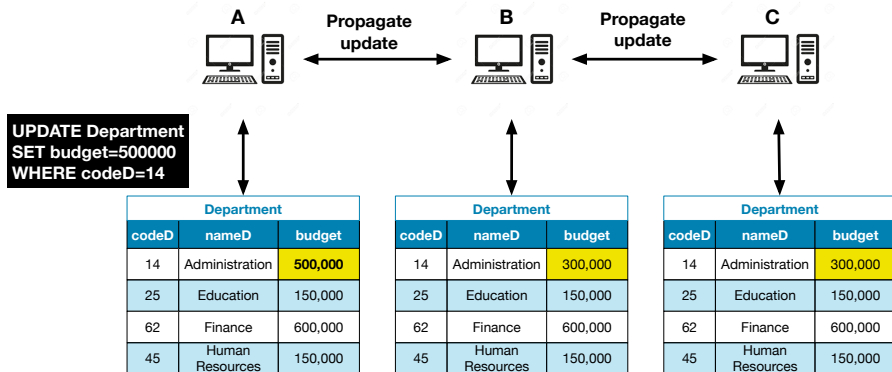 A
Propagate
update
B
Propagate
update
C
UPDATE Department
SET budget=500000
WHERE codeD=14
Department
codeD nameD budget
14 Administration 500,000
25 Education 150,000
62 Finance 600,000
45 Human Resources 150,000
Department
codeD nameD budget
14 Administration 300,000
25 Education 150,000
62 Finance 600,000
45 Human Resources 150,000
Department
codeD nameD budget
14 Administration 300,000
25 Education 150,000
62 Finance 600,000
45 Human Resources 150,000